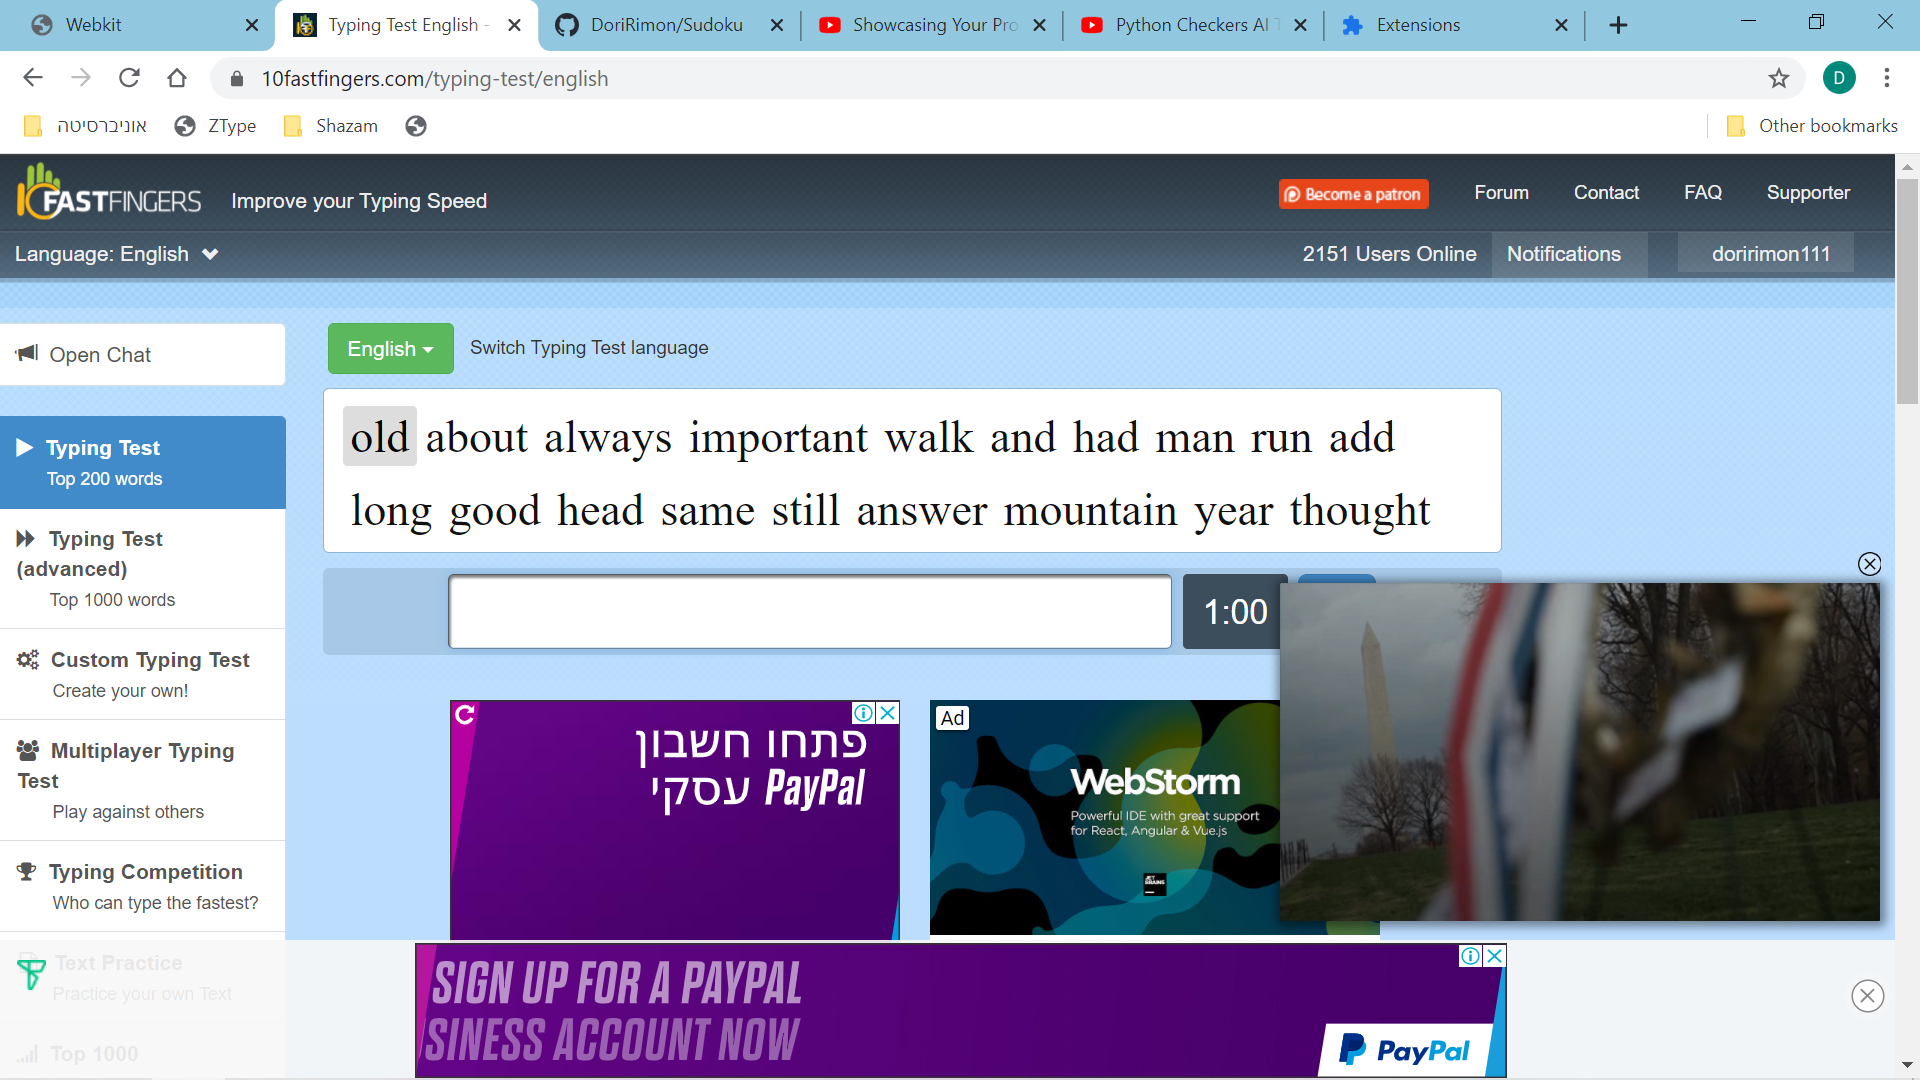 Webkit
Typing Test English -
DoriRimon/Sudoku
Showcasing Your Pro
Python Checkers AI T
Extensions
10fastfingers.com/typing-test/english
D
אוניברסיטה
ZType
Shazam
Other bookmarks
FASTFINGERS
Improve your Typing Speed
Become a patron
Forum
Contact
FAQ
Supporter
Language: English
2151 Users Online
Notifications
doririmon111
Open Chat
English
Switch Typing Test language
old about always important walk and had man run add
long good head same still answer mountain year thought
1:00
Typing Test
Top 200 words
Typing Test
(advanced)
Top 1000 words
Custom Typing Test
Create your own!
Multiplayer Typing
Test
Play against others
Typing Competition
Who can type the fastest?
Text Practice
Practice your own Text
Top 1000
פתחו חשבון
PayPal עסקי
Ad
WebStorm
Powerful IDE with great support
for React, Angular & Vue.js
JET
BRAINS
SIGN UP FOR A PAYPAL
SINESS ACCOUNT NOW
PayPal